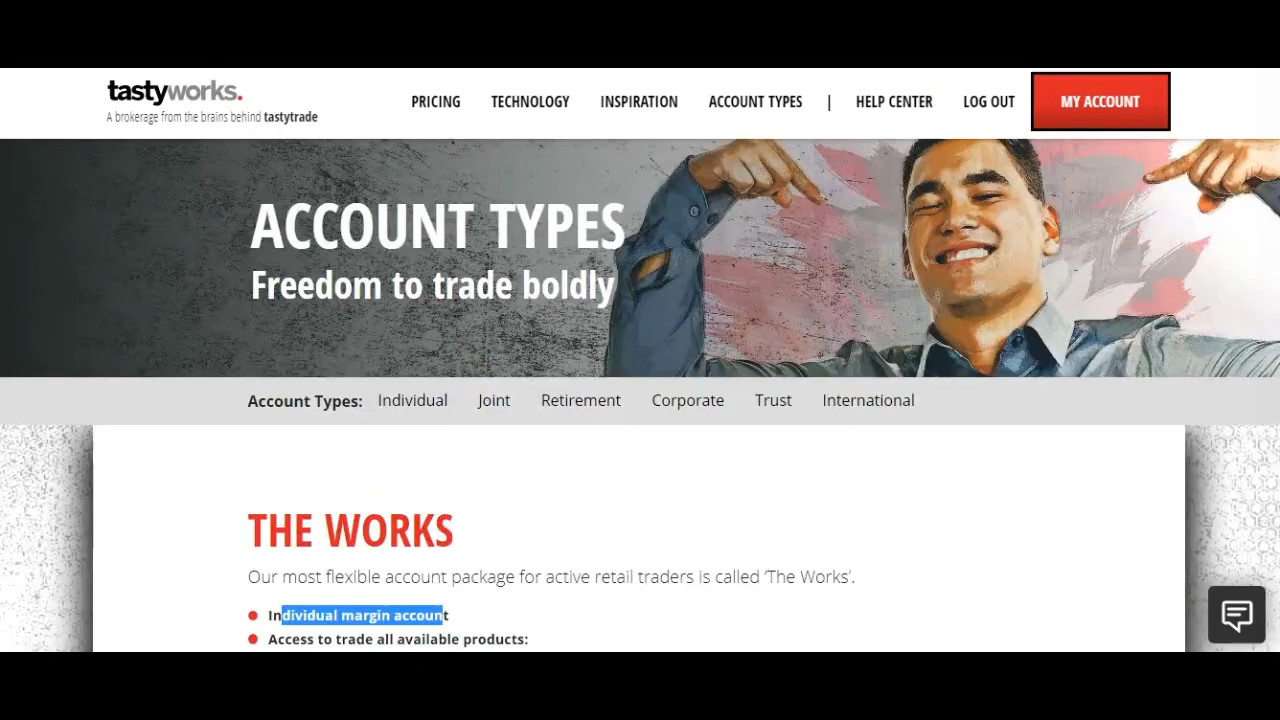 tastyworks.
A brokerage from the brains behind tastytrade
PRICING TECHNOLOGY INSPIRATION ACCOUNT TYPES | HELP CENTER LOG OUT MY ACCOUNT
ACCOUNT TYPES
Freedom to trade boldly
Account Types: Individual Joint Retirement Corporate Trust International
THE WORKS
Our most flexible account package for active retail traders is called ‘The Works’.
Individual margin account
Access to trade all available products: